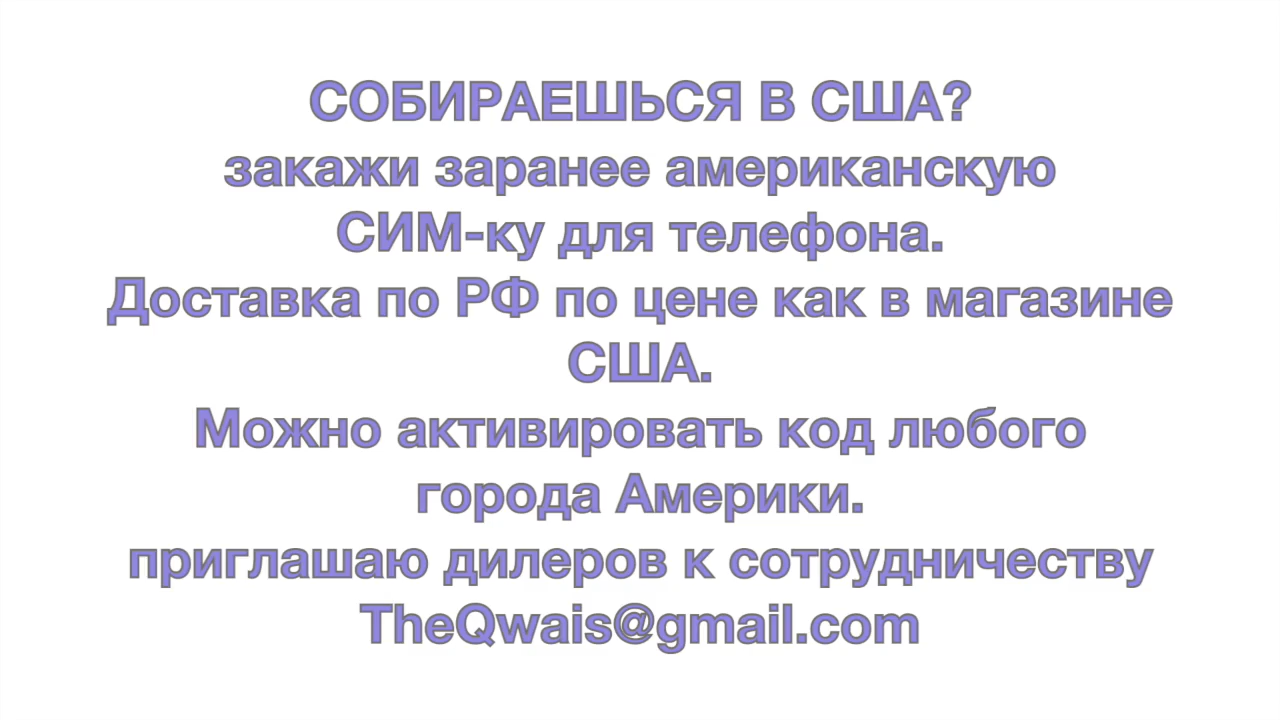 СОБИРАЕШЬСЯ В США?
закажи заранее американскую
СИМ-ку для телефона.
Доставка по РФ по цене как в магазине
США.
Можно активировать код любого
города Америки.
приглашаю дилеров к сотрудничеству
TheQwais@gmail.com